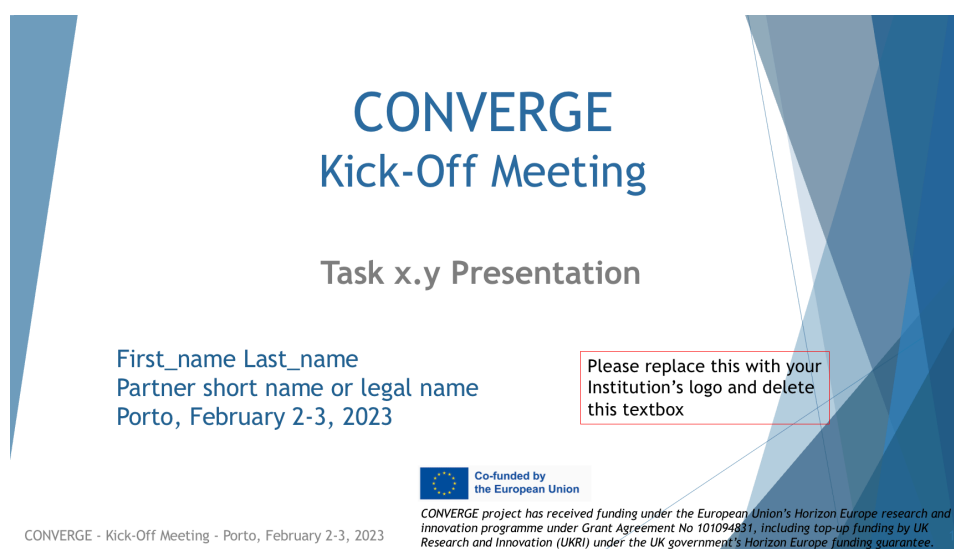 CONVERGE
Kick-Off Meeting
Task x.y Presentation
First_name Last_name
Partner short name or legal name
Porto, February 2-3, 2023
Please replace this with your
Institution's logo and delete
this textbox
Co-funded by
the European Union
CONVERGE project has received funding under the European Union's Horizon Europe research and
innovation programme under Grant Agreement No 101094831, including top-up funding by UK
Research and Innovation (UKRI) under the UK government's Horizon Europe funding guarantee.
CONVERGE - Kick-Off Meeting - Porto, February 2-3, 2023